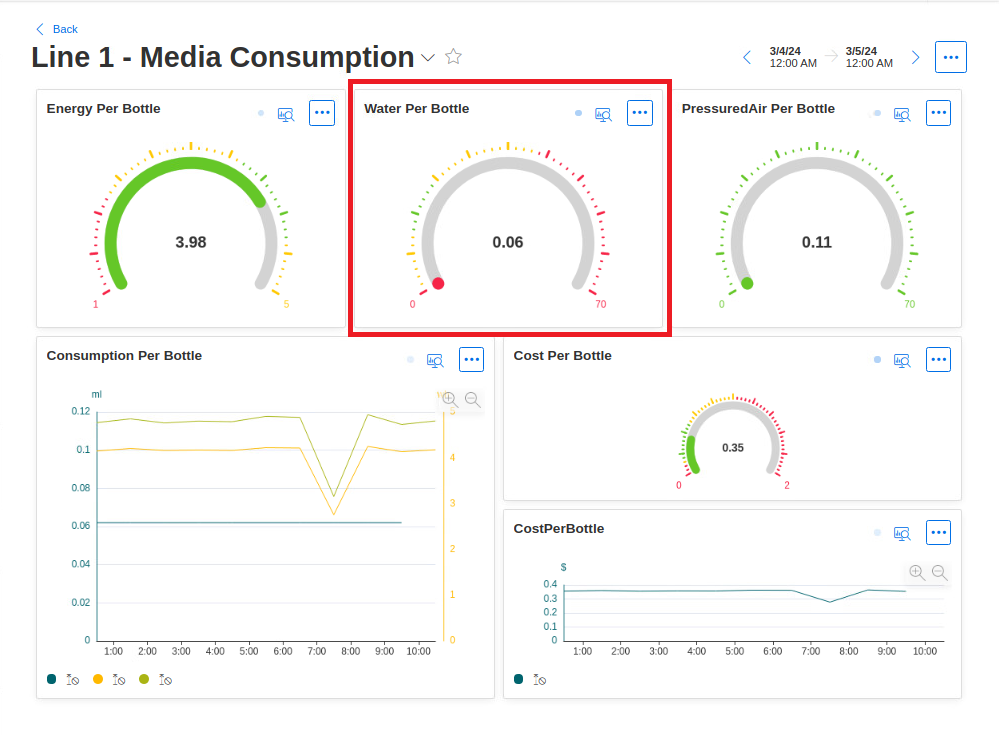 Back
Line 1 - Media Consumption
3/4/24
12:00 AM
3/5/24
12:00 AM
Energy Per Bottle
3.98
1
5
Water Per Bottle
0.06
0
70
PressuredAir Per Bottle
0.11
0
70
Consumption Per Bottle
ml
0.12
0.1
0.08
0.06
0.04
0.02
0
5
4
3
2
1
0
1:00 2:00 3:00 4:00 5:00 6:00 7:00 8:00 9:00 10:00
Cost Per Bottle
0.35
0
2
CostPerBottle
$
0.4
0.3
0.2
0.1
0
1:00 2:00 3:00 4:00 5:00 6:00 7:00 8:00 9:00 10:00